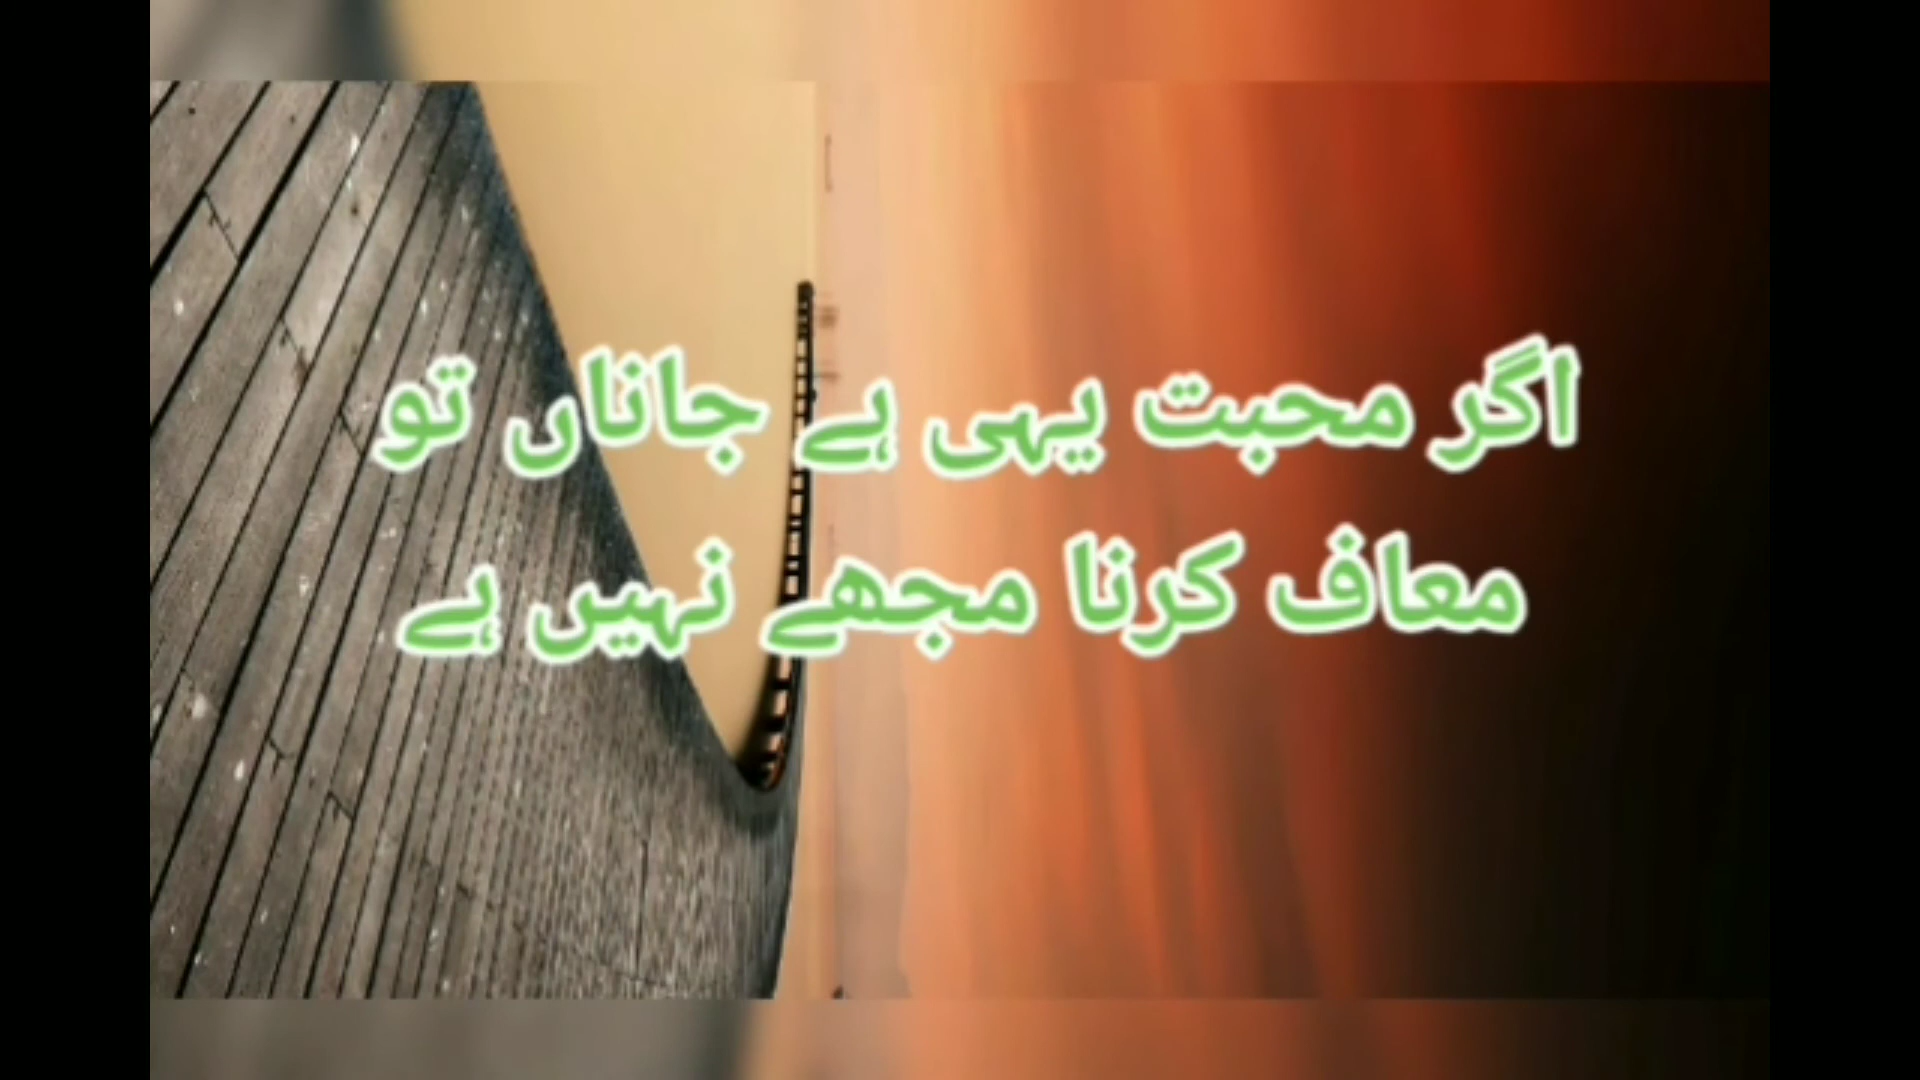 اگر محبت یہی ہے جاناں تو
معاف کرنا مجھے نہیں ہے